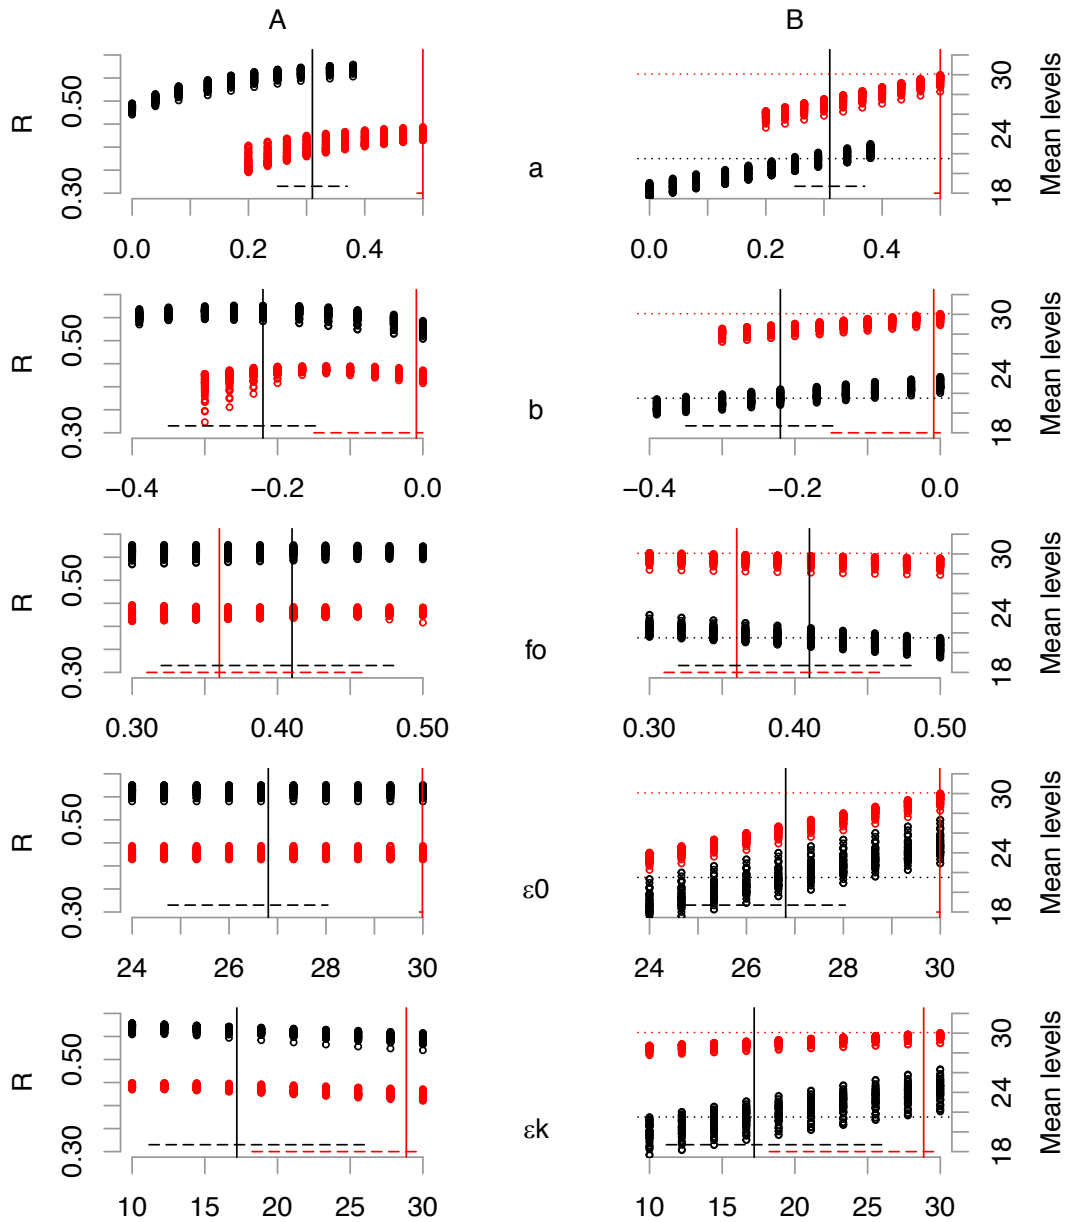 A B
R 0.30 0.50 18 24 30 Mean levels
0.0 0.2 0.4 a 0.0 0.2 0.4
R 0.30 0.50 18 24 30 Mean levels
−0.4 −0.2 0.0 b −0.4 −0.2 0.0
R 0.30 0.50 18 24 30 Mean levels
0.30 0.40 0.50 fo 0.30 0.40 0.50
R 0.30 0.50 18 24 30 Mean levels
24 26 28 30 ε0 24 26 28 30
R 0.30 0.50 18 24 30 Mean levels
10 15 20 25 30 εk 10 15 20 25 30